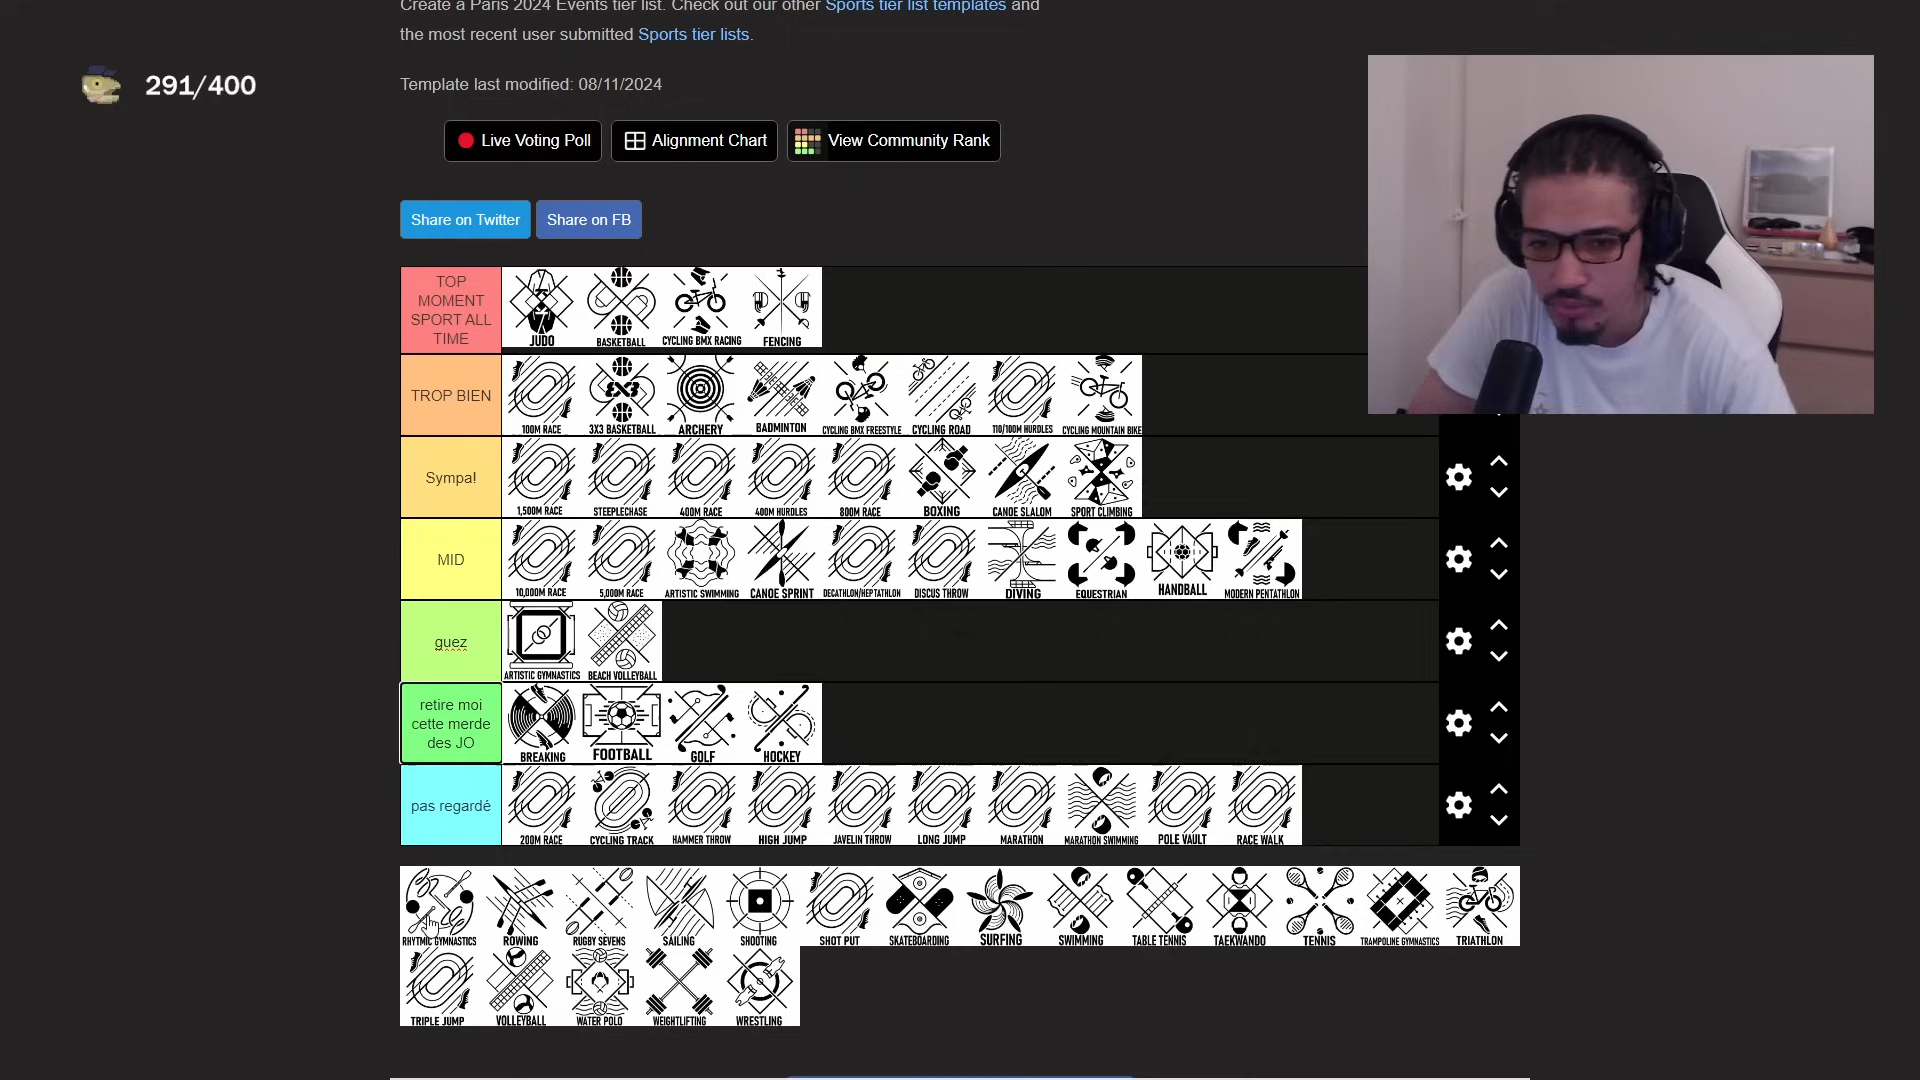 Create a Paris 2024 Events tier list. Check out our other Sports tier list templates and
the most recent user submitted Sports tier lists.
291/400
Template last modified: 08/11/2024
Live Voting Poll
Alignment Chart
View Community Rank
Share on Twitter
Share on FB
TOP
MOMENT
SPORT ALL
TIME
JUDO
BASKETBALL
CYCLING BMX RACING
FENCING
TROP BIEN
100M RACE
3X3
3X3 BASKETBALL
ARCHERY
BADMINTON
CYCLING BMX FREESTYLE
CYCLING ROAD
110/100M HURDLES
CYCLING MOUNTAIN BIKE
Sympa!
1,500M RACE
STEEPLECHASE
400M RACE
400M HURDLES
800M RACE
BOXING
CANOE SLALOM
SPORT CLIMBING
MID
10,000M RACE
5,000M RACE
ARTISTIC SWIMMING
CANOE SPRINT
DECATHLON/HEPTATHLON
DISCUS THROW
DIVING
EQUESTRIAN
HANDBALL
MODERN PENTATHLON
guez
ARTISTIC GYMNASTICS
BEACH VOLLEYBALL
retire moi
cette merde
des JO
BREAKING
FOOTBALL
GOLF
HOCKEY
pas regardé
200M RACE
CYCLING TRACK
HAMMER THROW
HIGH JUMP
JAVELIN THROW
LONG JUMP
MARATHON
MARATHON SWIMMING
POLE VAULT
RACE WALK
RHYTMIC GYMNASTICS
ROWING
RUGBY SEVENS
SAILING
SHOOTING
SHOT PUT
SKATEBOARDING
SURFING
SWIMMING
TABLE TENNIS
TAEKWANDO
TENNIS
TRAMPOLINE GYMNASTICS
TRIATHLON
TRIPLE JUMP
VOLLEYBALL
WATER POLO
WEIGHTLIFTING
WRESTLING